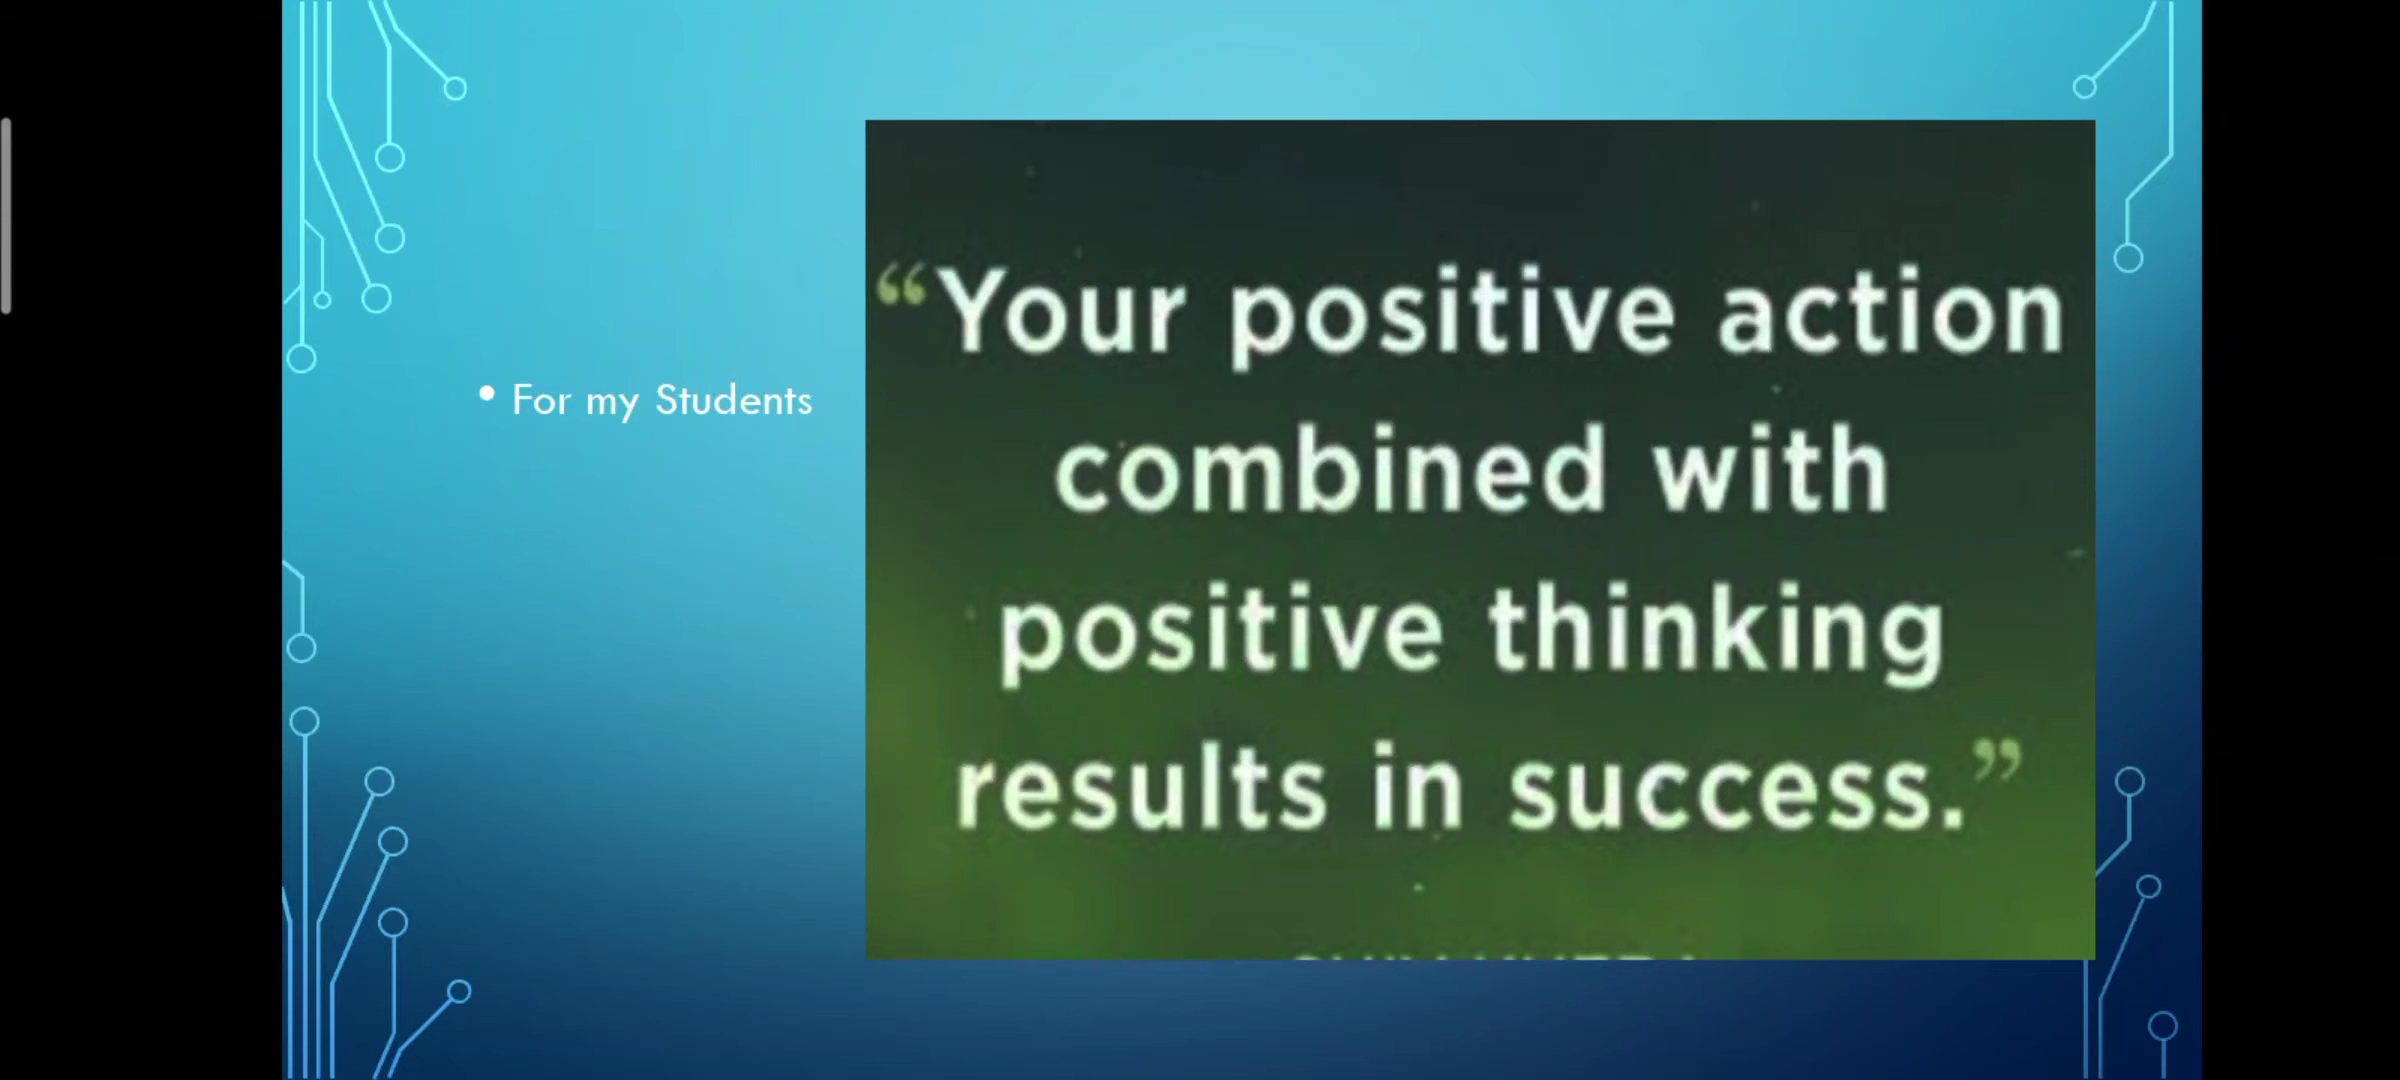 • For my Students
“Your positive action
combined with
positive thinking
results in success.”